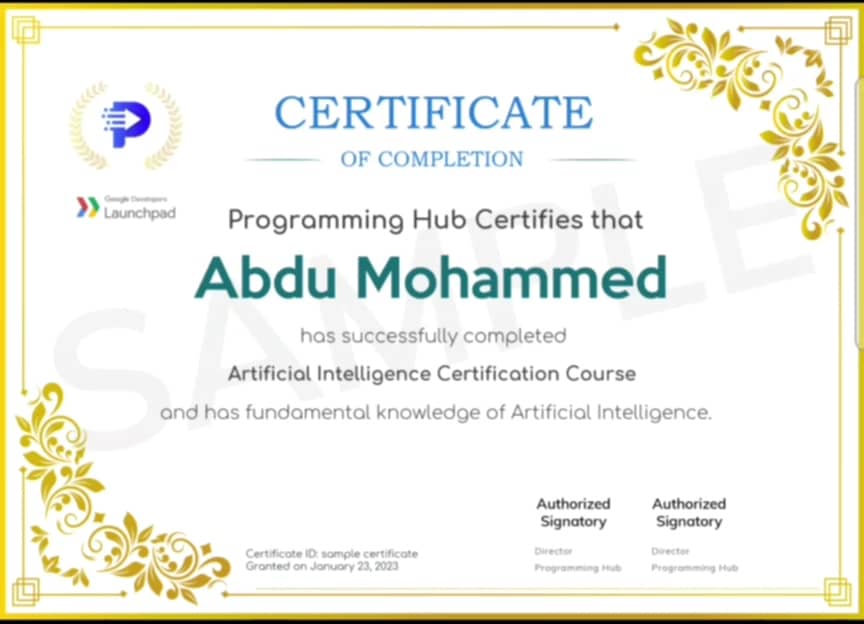 CERTIFICATE
OF COMPLETION
Google Developers
Launchpad
Programming Hub Certifies that
Abdu Mohammed
has successfully completed
Artificial Intelligence Certification Course
and has fundamental knowledge of Artificial Intelligence.
SAMPLE
Authorized Signatory
Authorized Signatory
Director
Programming Hub
Director
Programming Hub
Certificate ID: sample certificate
Granted on January 23, 2023